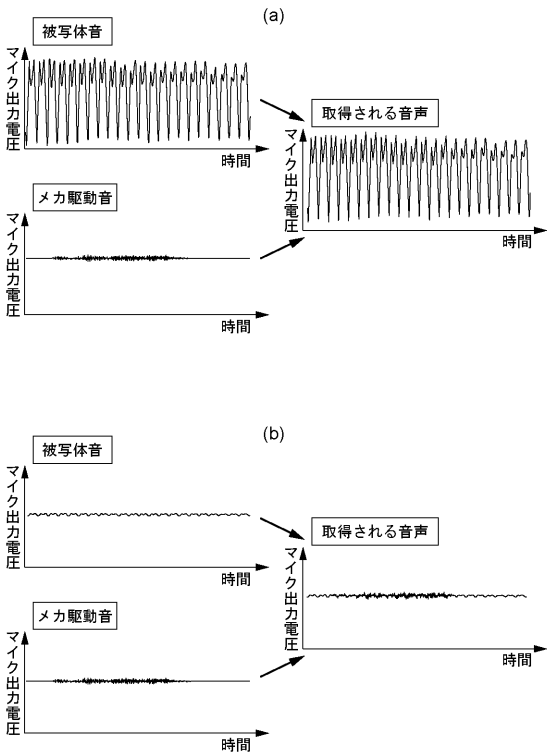 (a)
被写体音
マイク出力電圧
時間
メカ駆動音
マイク出力電圧
時間
取得される音声
マイク出力電圧
時間
(b)
被写体音
マイク出力電圧
時間
メカ駆動音
マイク出力電圧
時間
取得される音声
マイク出力電圧
時間